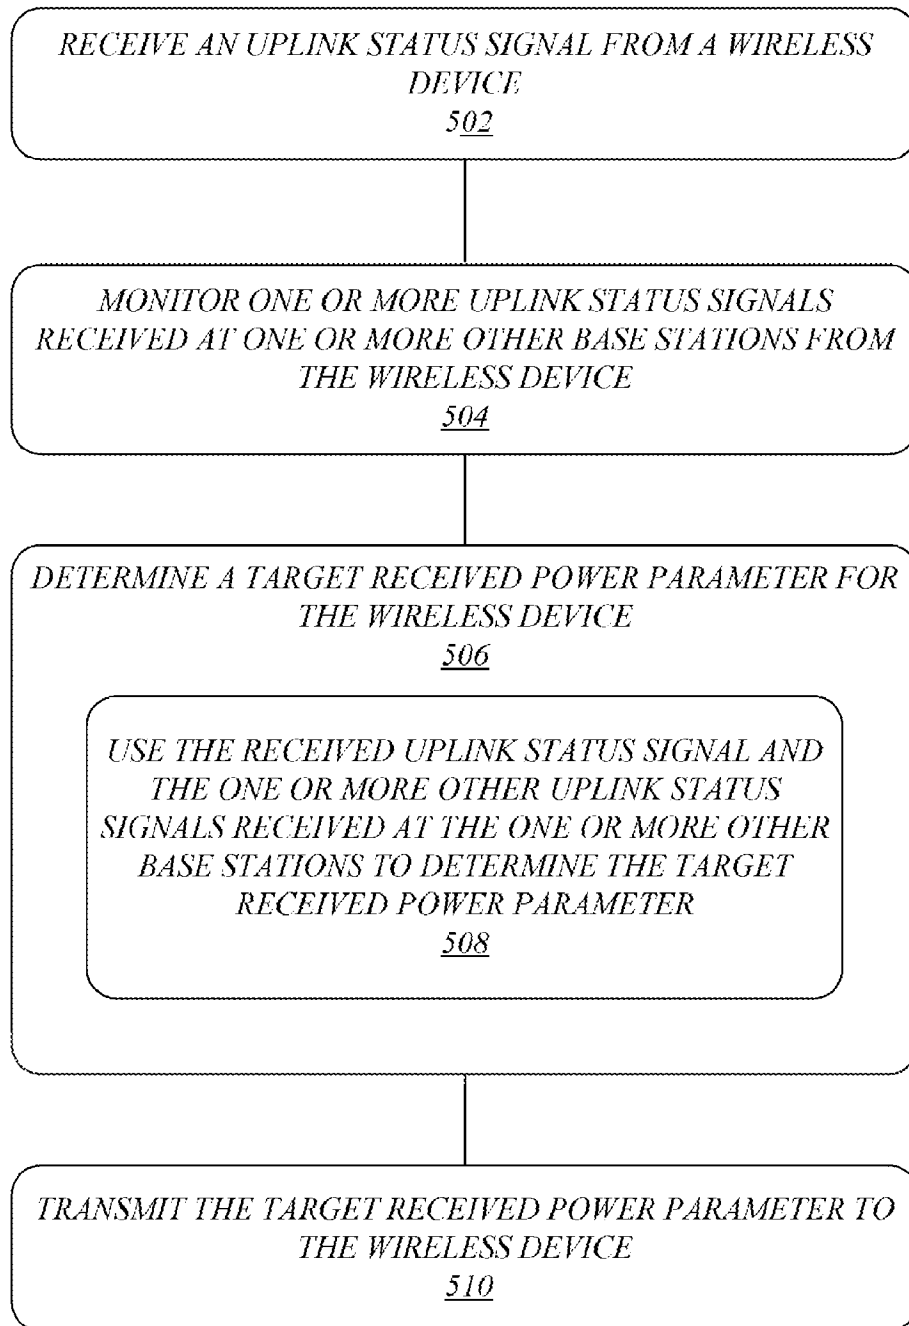 RECEIVE AN UPLINK STATUS SIGNAL FROM A WIRELESS
DEVICE
502
MONITOR ONE OR MORE UPLINK STATUS SIGNALS
RECEIVED AT ONE OR MORE OTHER BASE STATIONS FROM
THE WIRELESS DEVICE
504
DETERMINE A TARGET RECEIVED POWER PARAMETER FOR
THE WIRELESS DEVICE
506
USE THE RECEIVED UPLINK STATUS SIGNAL AND
THE ONE OR MORE OTHER UPLINK STATUS
SIGNALS RECEIVED AT THE ONE OR MORE OTHER
BASE STATIONS TO DETERMINE THE TARGET
RECEIVED POWER PARAMETER
508
TRANSMIT THE TARGET RECEIVED POWER PARAMETER TO
THE WIRELESS DEVICE
510